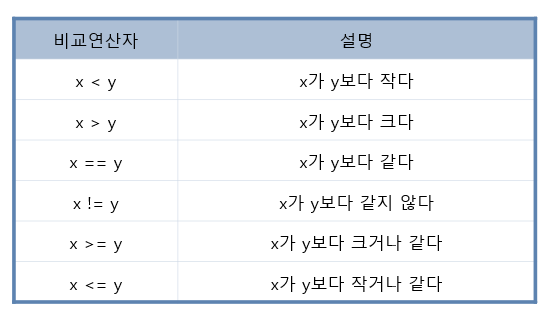 비교연산자 설명
x < y x가 y보다 작다
x > y x가 y보다 크다
x == y x가 y보다 같다
x != y x가 y보다 같지 않다
x >= y x가 y보다 크거나 같다
x <= y x가 y보다 작거나 같다